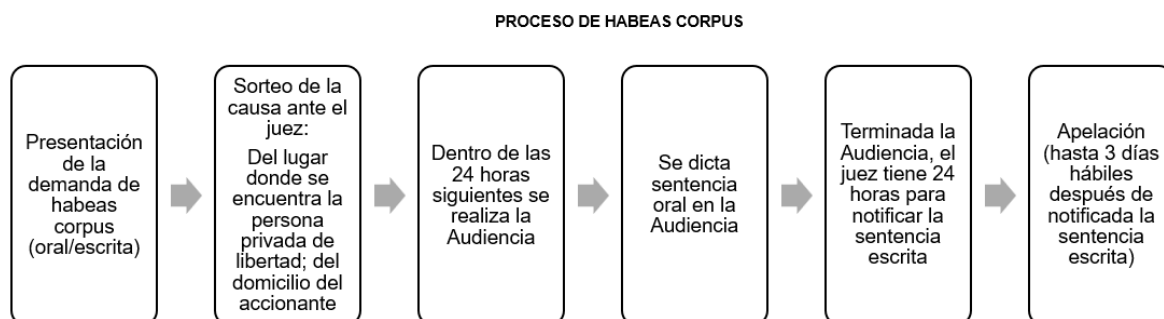 PROCESO DE HABEAS CORPUS
Presentación
de la
demanda de
habeas
corpus
(oral/escrita)
Sorteo de la
causa ante el
juez:
Del lugar
donde se
encuentra la
persona
privada de
libertad; del
domicilio del
accionante
Dentro de las
24 horas
siguientes se
realiza la
Audiencia
Se dicta
sentencia
oral en la
Audiencia
Terminada la
Audiencia, el
juez tiene 24
horas para
notificar la
sentencia
escrita
Apelación
(hasta 3 días
hábiles
después de
notificada la
sentencia
escrita)